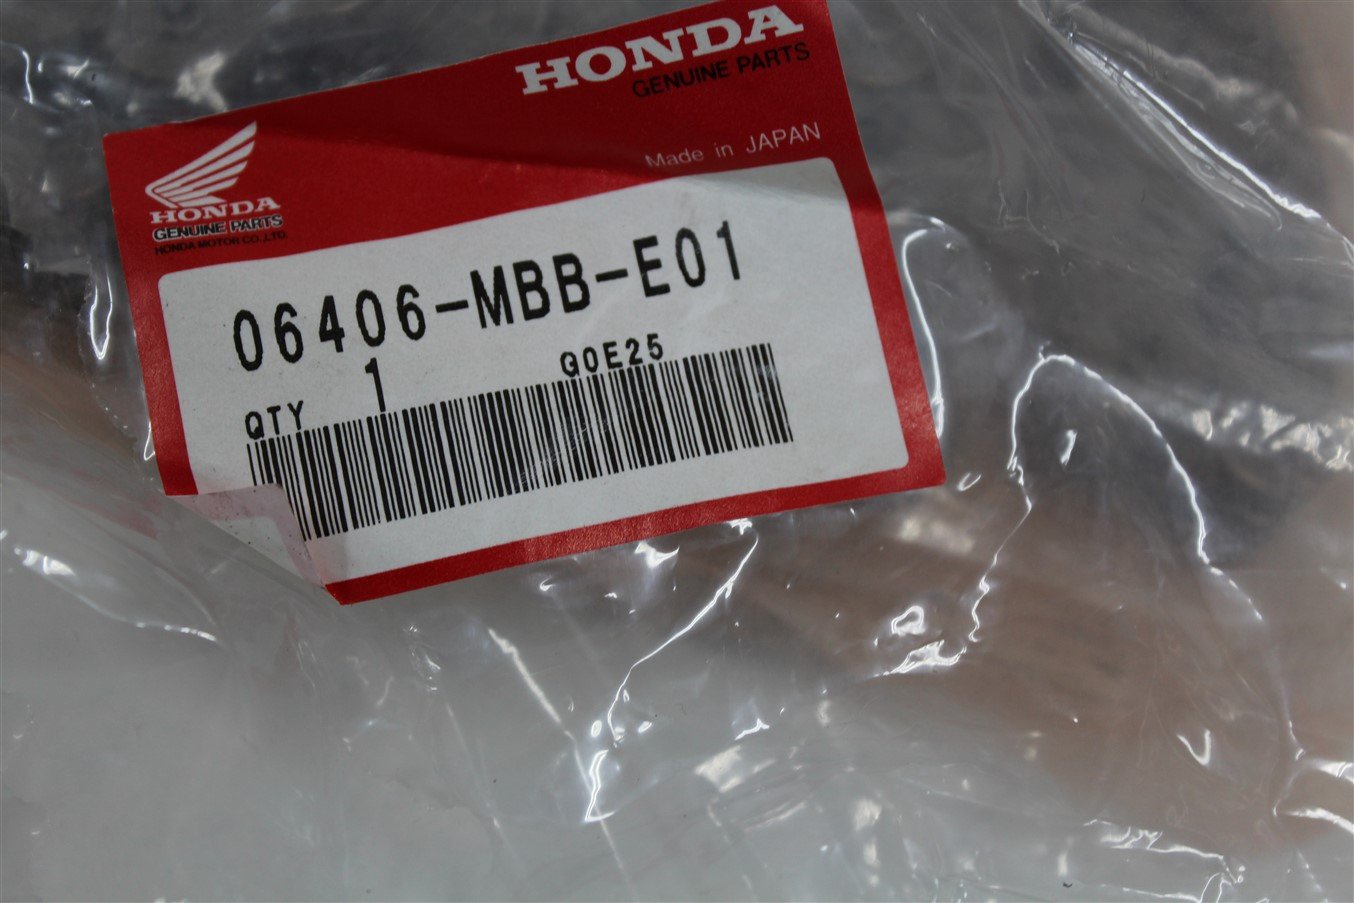 HONDA
GENUINE PARTS
Made in JAPAN
HONDA
GENUINE PARTS
HONDA MOTOR CO.,LTD.
06406-MBB-E01
QTY 1 Q0E25